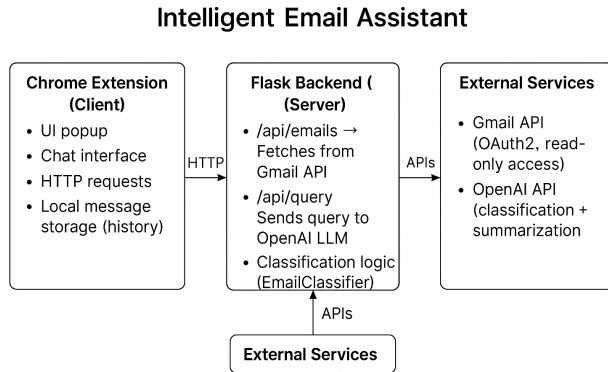 Intelligent Email Assistant
Chrome Extension
(Client)
• UI popup
• Chat interface
• HTTP requests
• Local message
storage (history)
HTTP
Flask Backend (
(Server)
• /api/emails →
Fetches from
Gmail API
• /api/query
Sends query to
OpenAI LLM
• Classification logic
(EmailClassifier)
APIs
External Services
• Gmail API
(OAuth2, read-
only access)
• OpenAI API
(classification +
summarization
APIs
External Services